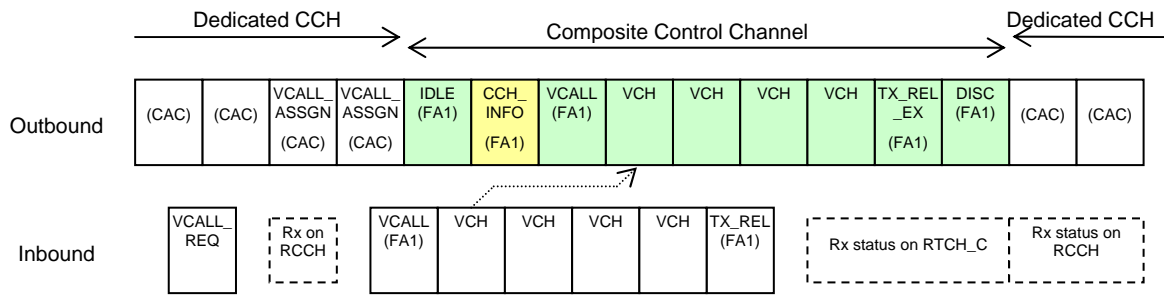 Dedicated CCH
Composite Control Channel
Dedicated CCH
Outbound
(CAC)
(CAC)
VCALL_
ASSGN
(CAC)
VCALL_
ASSGN
(CAC)
IDLE
(FA1)
CCH_
INFO
(FA1)
VCALL
(FA1)
VCH
VCH
VCH
VCH
TX_REL
_EX
(FA1)
DISC
(FA1)
(CAC)
(CAC)
Inbound
VCALL_
REQ
Rx on
RCCH
VCALL
(FA1)
VCH
VCH
VCH
VCH
TX_REL
(FA1)
Rx status on RTCH_C
Rx status on
RCCH